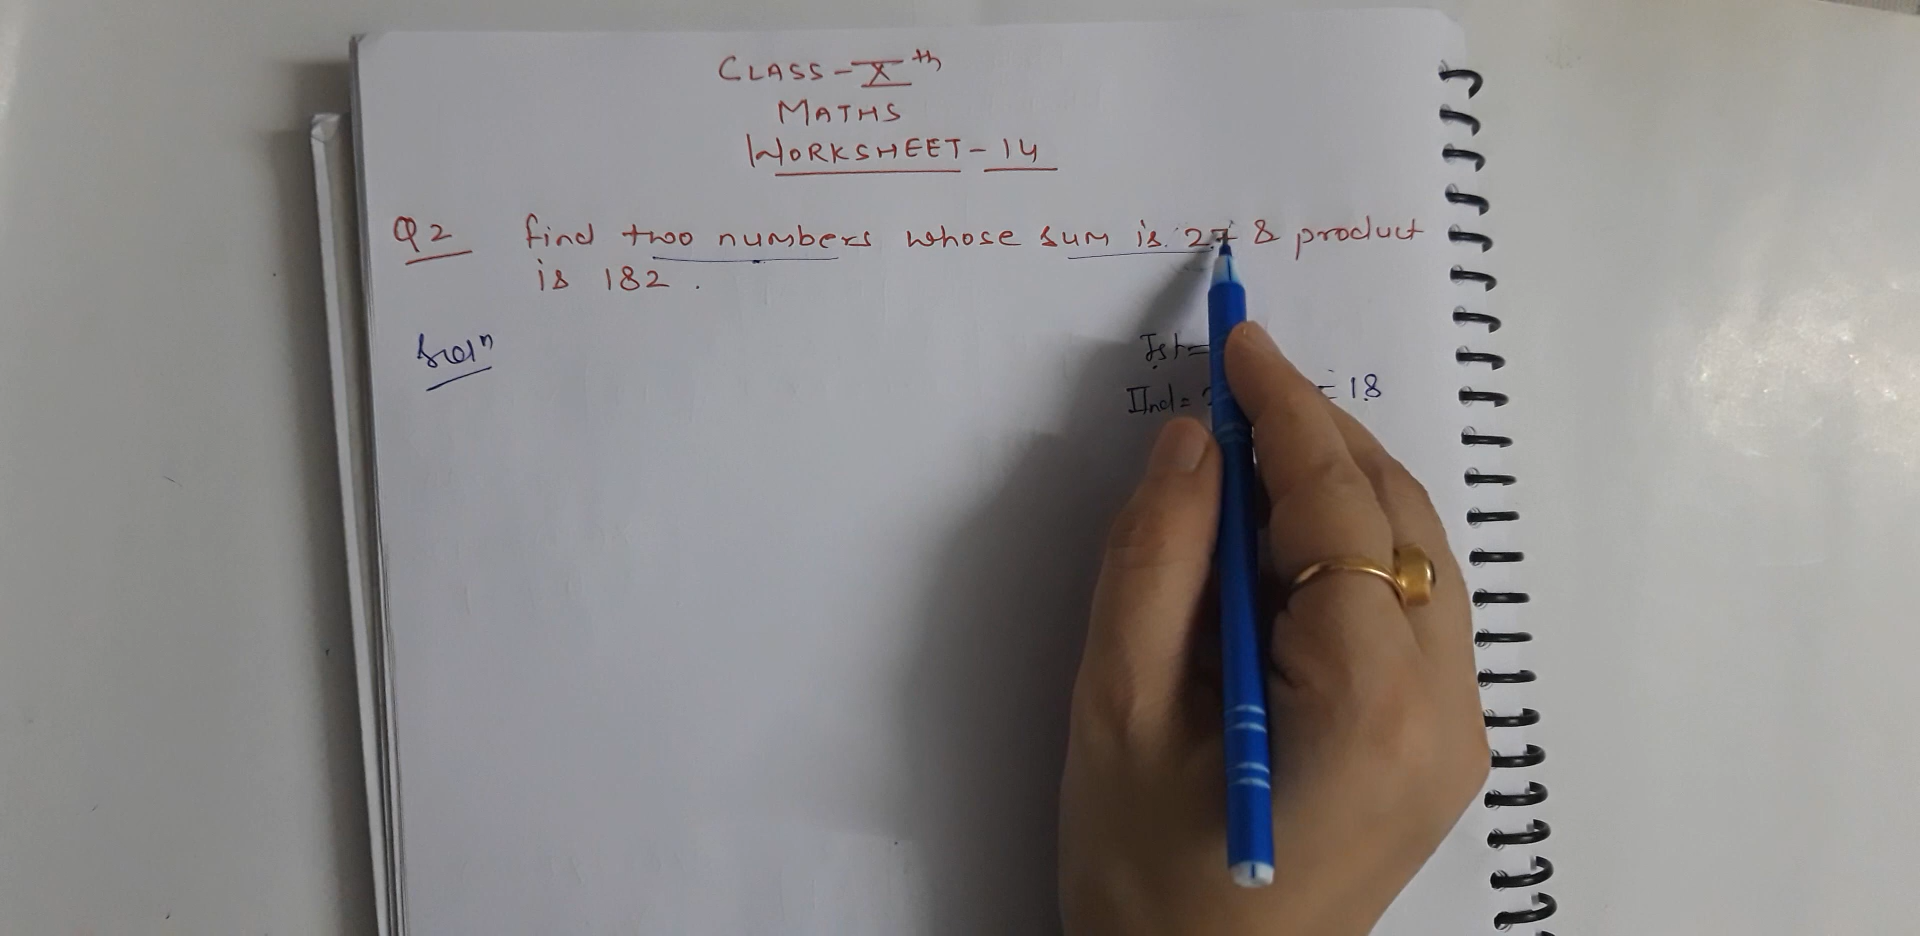 CLASS-Xth
MATHS
WORKSHEET-14
Q2 find two numbers whose sum is 27 & product
is 182.
Soln
Ist=
IInd= = 18